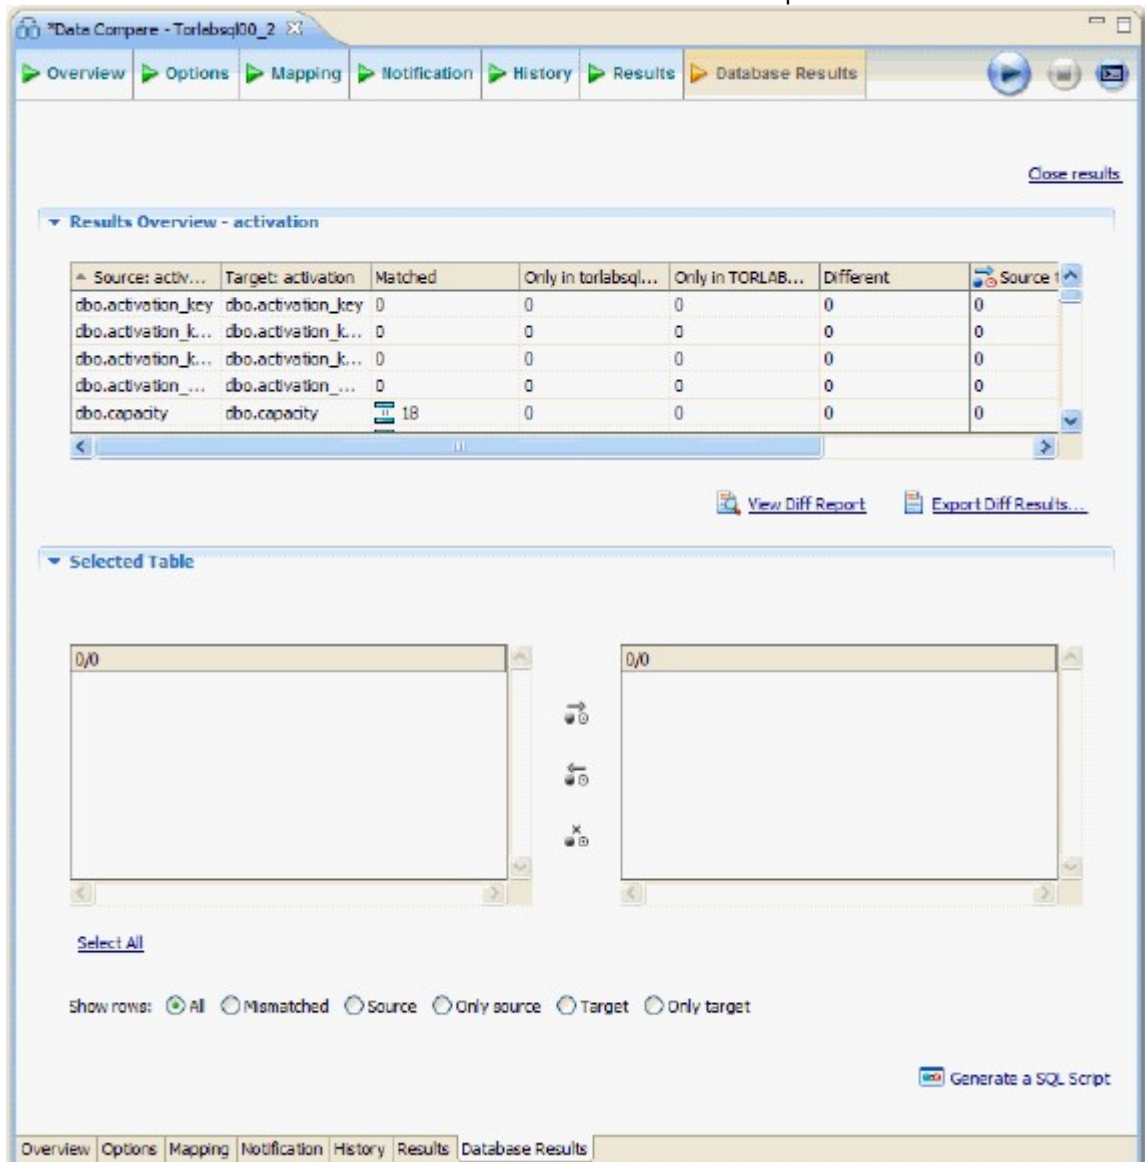 *Data Compare - Torlabsql00_2
Overview Options Mapping Notification History Results Database Results
Close results
Results Overview - activation
Source: activ... Target: activation Matched Only in torlabsql... Only in TORLAB... Different Source t
dbo.activation_key dbo.activation_key 0 0 0 0 0
dbo.activation_k... dbo.activation_k... 0 0 0 0 0
dbo.activation_k... dbo.activation_k... 0 0 0 0 0
dbo.activation_... dbo.activation_... 0 0 0 0 0
dbo.capacity dbo.capacity 18 0 0 0 0
View Diff Report Export Diff Results...
Selected Table
0/0 0/0
Select All
Show rows: All Mismatched Source Only source Target Only target
Generate a SQL Script
Overview Options Mapping Notification History Results Database Results